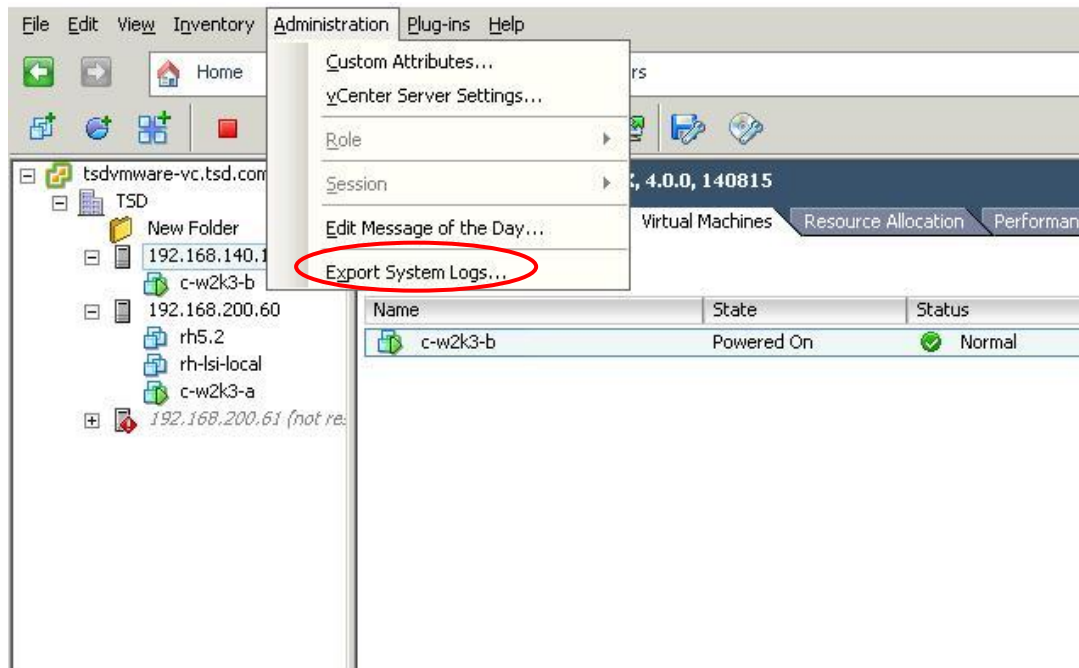 File Edit View Inventory Administration Plug-ins Help
Home
Custom Attributes...
rs
vCenter Server Settings...
Role
Session
Edit Message of the Day...
Export System Logs...
tsdvmware-vc.tsd.com
TSD
New Folder
192.168.140.1
c-w2k3-b
192.168.200.60
rh5.2
rh-lsi-local
c-w2k3-a
192.168.200.61 (not re
, 4.0.0, 140815
Virtual Machines Resource Allocation Performan
Name State Status
c-w2k3-b Powered On Normal